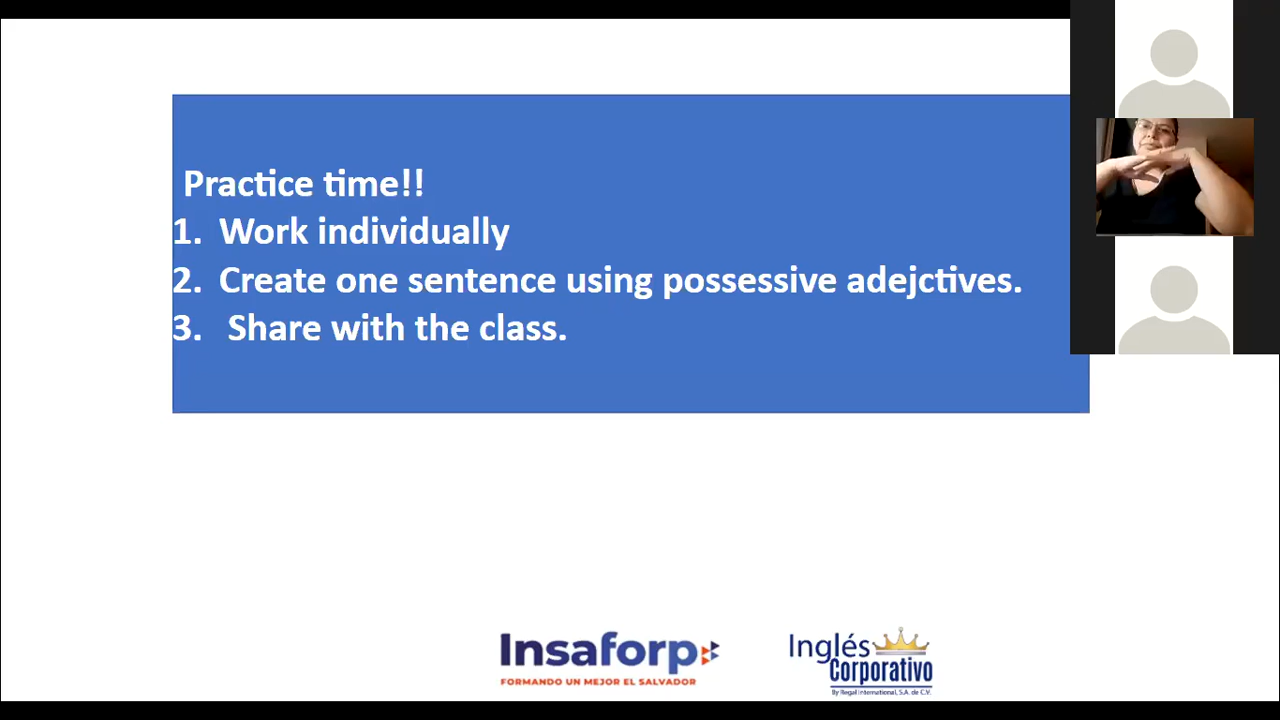 Practice time!!
1. Work individually
2. Create one sentence using possessive adejctives.
3. Share with the class.
Insaforp
FORMANDO UN MEJOR EL SALVADOR
Inglés
Corporativo
By Regal International, S.A. de C.V.